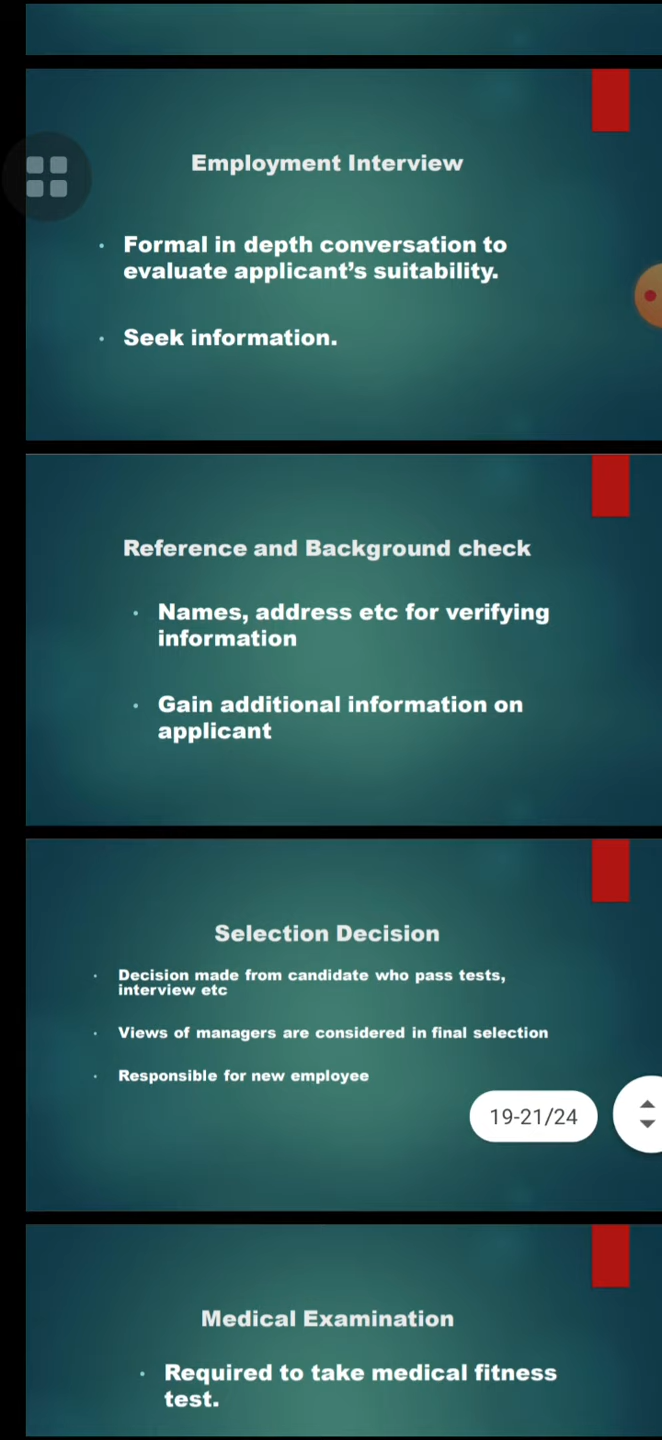 Employment Interview
• Formal in depth conversation to
evaluate applicant’s suitability.
• Seek information.
Reference and Background check
• Names, address etc for verifying
information
• Gain additional information on
applicant
Selection Decision
• Decision made from candidate who pass tests,
interview etc
• Views of managers are considered in final selection
• Responsible for new employee
19-21/24
Medical Examination
• Required to take medical fitness
test.